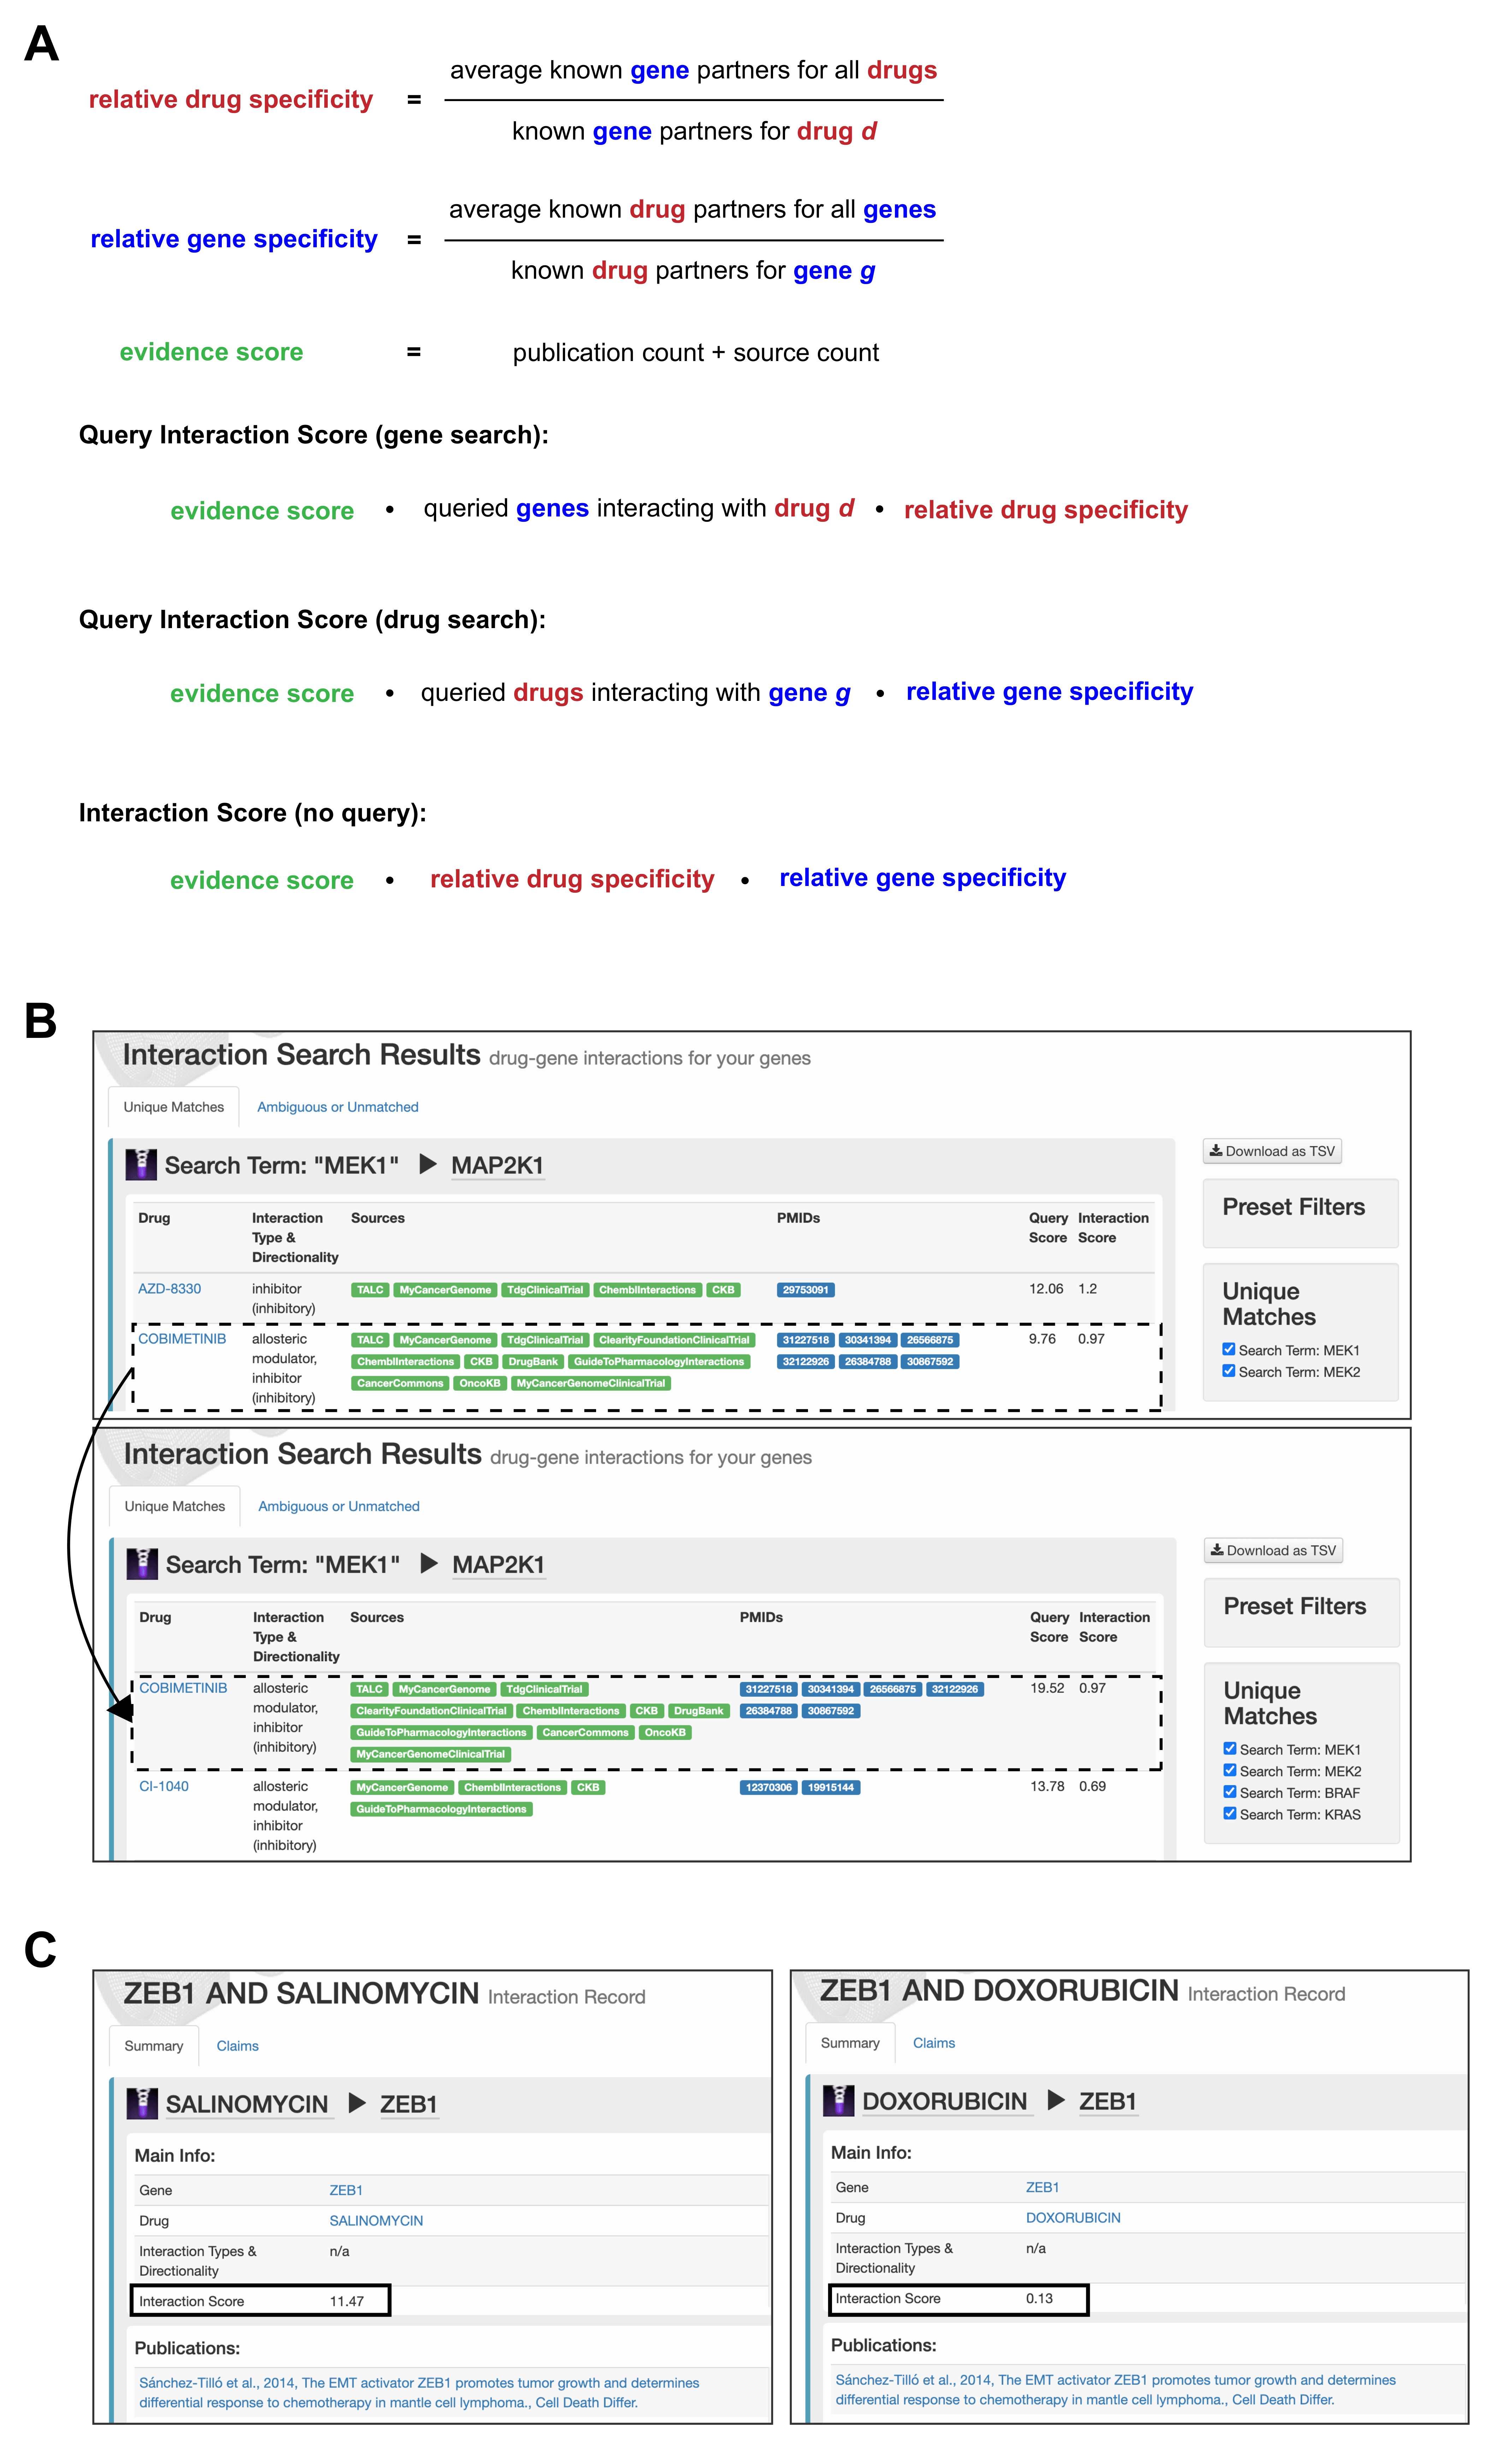 A
relative drug specificity = average known gene partners for all drugs
known gene partners for drug d
relative gene specificity = average known drug partners for all genes
known drug partners for gene g
evidence score = publication count + source count
Query Interaction Score (gene search):
evidence score • queried genes interacting with drug d • relative drug specificity
Query Interaction Score (drug search):
evidence score • queried drugs interacting with gene g • relative gene specificity
Interaction Score (no query):
evidence score • relative drug specificity • relative gene specificity
B
Interaction Search Results drug-gene interactions for your genes
Unique Matches Ambiguous or Unmatched
Search Term: "MEK1" ▶ MAP2K1
Download as TSV
Preset Filters
Unique
Matches
Search Term: MEK1
Search Term: MEK2
Drug Interaction Sources PMIDs Query Interaction
Type & Score Score
Directionality
AZD-8330 inhibitor TALC MyCancerGenome TdgClinicalTrial ChemblInteractions CKB 29753091 12.06 1.2
(inhibitory)
COBIMETINIB allosteric TALC MyCancerGenome TdgClinicalTrial ClearityFoundationClinicalTrial 31227518 30341394 26566875 9.76 0.97
modulator, ChemblInteractions CKB DrugBank GuideToPharmacologyInteractions 32122926 26384788 30867592
inhibitor CancerCommons OncoKB MyCancerGenomeClinicalTrial
(inhibitory)
Interaction Search Results drug-gene interactions for your genes
Unique Matches Ambiguous or Unmatched
Search Term: "MEK1" ▶ MAP2K1
Download as TSV
Preset Filters
Unique
Matches
Search Term: MEK1
Search Term: MEK2
Search Term: BRAF
Search Term: KRAS
Drug Interaction Sources PMIDs Query Interaction
Type & Score Score
Directionality
COBIMETINIB allosteric TALC MyCancerGenome TdgClinicalTrial 31227518 30341394 26566875 32122926 19.52 0.97
modulator, ClearityFoundationClinicalTrial ChemblInteractions CKB DrugBank 26384788 30867592
inhibitor GuideToPharmacologyInteractions CancerCommons OncoKB
(inhibitory) MyCancerGenomeClinicalTrial
CI-1040 allosteric MyCancerGenome ChemblInteractions CKB 12370306 19915144 13.78 0.69
modulator, GuideToPharmacologyInteractions
inhibitor
(inhibitory)
C
ZEB1 AND SALINOMYCIN Interaction Record
Summary Claims
SALINOMYCIN ▶ ZEB1
Main Info:
Gene ZEB1
Drug SALINOMYCIN
Interaction Types & n/a
Directionality
Interaction Score 11.47
Publications:
Sánchez-Tilló et al., 2014, The EMT activator ZEB1 promotes tumor growth and determines
differential response to chemotherapy in mantle cell lymphoma., Cell Death Differ.
ZEB1 AND DOXORUBICIN Interaction Record
Summary Claims
DOXORUBICIN ▶ ZEB1
Main Info:
Gene ZEB1
Drug DOXORUBICIN
Interaction Types & n/a
Directionality
Interaction Score 0.13
Publications:
Sánchez-Tilló et al., 2014, The EMT activator ZEB1 promotes tumor growth and determines
differential response to chemotherapy in mantle cell lymphoma., Cell Death Differ.